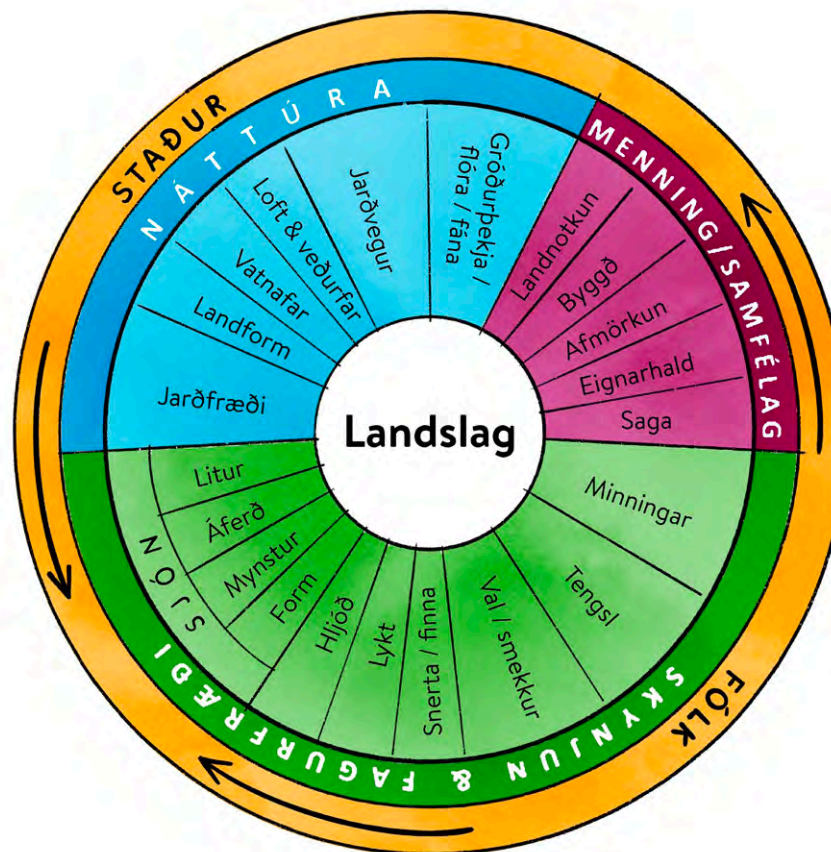 STAÐUR
NÁTTÚRA
Jarðfræði
Landform
Vatnafar
Loft & veðurfar
Jarðvegur
Gróðurþekja /
flóra / fána
MENNING/SAMFÉLAG
Landnotkun
Byggð
Afmörkun
Eignarhald
Saga
Landslag
FÓLK
SKYNJUN & FAGURFRÆÐI
Minningar
Tengsl
Val / smekkur
Snerta / finna
Lykt
Hljóð
SJÓN
Form
Mynstur
Áferð
Litur